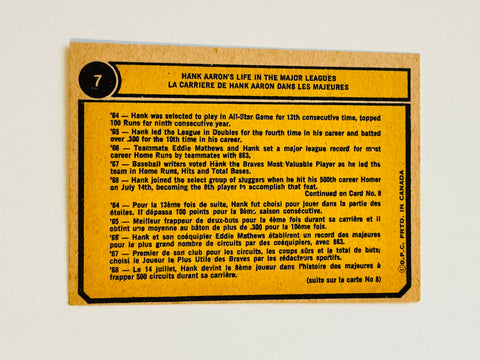 7
HANK AARON'S LIFE IN THE MAJOR LEAGUES
LA CARRIERE DE HANK AARON DANS LES MAJEURES
'64 — Hank was selected to play in All-Star Game for 13th consecutive time, topped
100 Runs for ninth consecutive year.
'65 — Hank led the League in Doubles for the fourth time in his career and batted
over .300 for the 10th time in his career.
'66 — Teammate Eddie Mathews and Hank set a major league record for most
career Home Runs by teammates with 863.
'67 — Baseball writers voted Hank the Braves Most Valuable Player as he led the
team in Runs, Hits and Total Bases.
'68 — Hank joined the select group of sluggers when he hit his 500th career Homer
on July 14th, becoming the 8th player to accomplish that feat.
Continued on Card No. 8
'64 — Pour la 13ième fois de suite, Hank fut choisi pour jouer dans la partie des
étoiles. Il dépassa 100 points pour la 9ème, saison consécutive.
'65 — Meilleur frappeur de deux-buts pour la 4ème fois durant sa carrière et il
obtint une moyenne au bâton de plus de .300 pour la 10ème fois.
'66 — Hank et son coéquipier Eddie Mathews établirent un record des majeures
pour le plus grand nombre de circuits par des coéquipiers, avec 863.
'67 — Premier de son club pour les circuits, les coups sûrs et le total de buts;
choisi le Joueur le Plus Utile des Braves par les rédacteurs sportifs.
'68 — Le 14 juillet, Hank devint le 8ème joueur dans l'histoire des majeures à
frapper 500 circuits durant sa carrière.
(suite sur la carte No 8)
©O.P.C. PRTD. IN CANADA